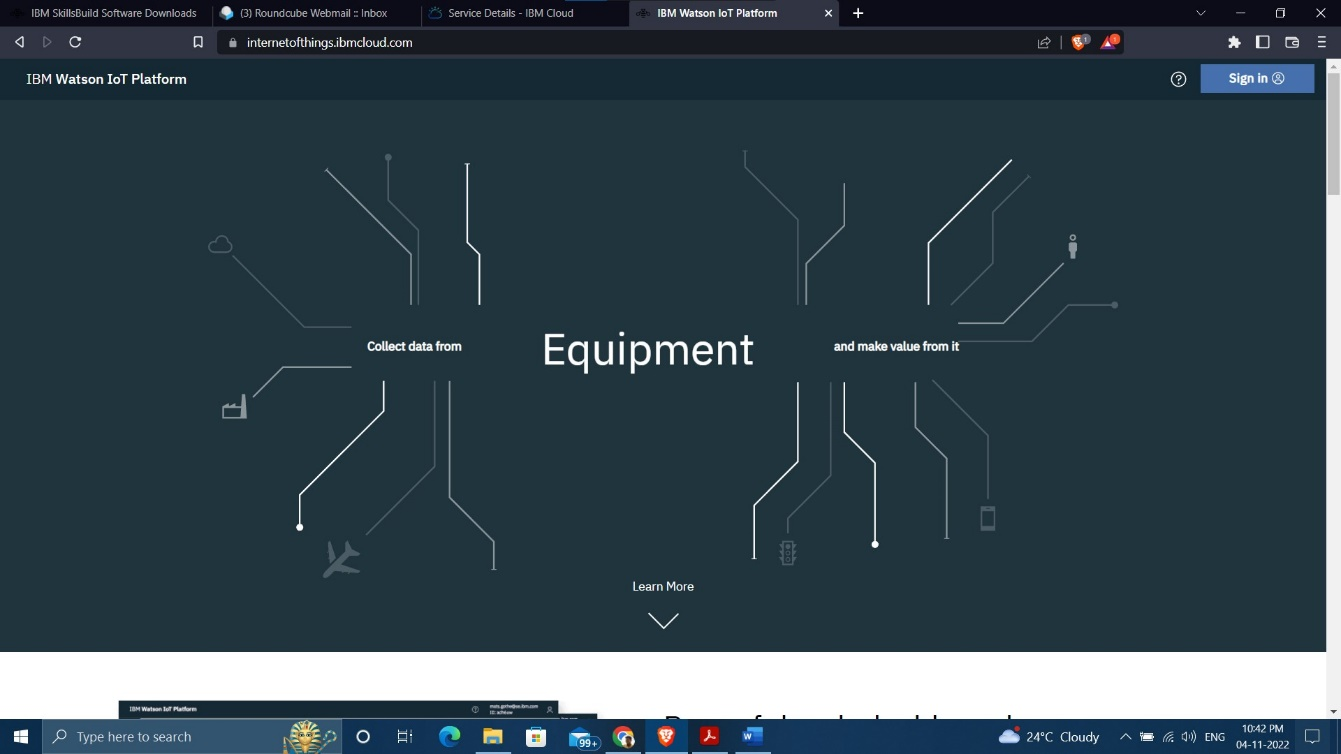 IBM SkillsBuild Software Downloads
(3) Roundcube Webmail :: Inbox
Service Details - IBM Cloud
IBM Watson IoT Platform
internetofthings.ibmcloud.com
IBM Watson IoT Platform
Sign in
Collect data from
Equipment
and make value from it
Learn More
IBM Watson IoT Platform
Type here to search
99+
24°C Cloudy
ENG
10:42 PM
04-11-2022